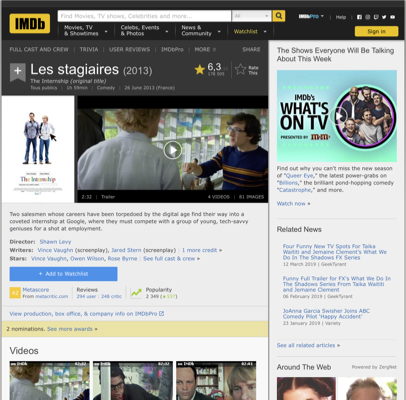 IMDb
Find Movies, TV shows, Celebrities and more...
All
IMDbPro
Help
Movies, TV & Showtimes
Celebs, Events & Photos
News & Community
Watchlist
Sign in
FULL CAST AND CREW | TRIVIA | USER REVIEWS | IMDbPro | MORE
SHARE
Les stagiaires (2013)
The Internship (original title)
Tous publics | 1h 59min | Comedy | 26 June 2013 (France)
6,3
Rate This
The Internship
2:32 | Trailer
4 VIDEOS | 81 IMAGES
Two salesmen whose careers have been torpedoed by the digital age find their way into a
coveted internship at Google, where they must compete with a group of young, tech-savvy
geniuses for a shot at employment.
Director: Shawn Levy
Writers: Vince Vaughn (screenplay), Jared Stern (screenplay) | 1 more credit »
Stars: Vince Vaughn, Owen Wilson, Rose Byrne | See full cast & crew »
+ Add to Watchlist
Metascore
From metacritic.com
Reviews
294 user | 248 critic
Popularity
2 349
View production, box office, & company info on IMDbPro
2 nominations. See more awards »
Videos
The Shows Everyone Will Be Talking
About This Week
IMDb's
WHAT'S
ON TV
PRESENTED BY
Find out why you can't miss the new season
of "Queer Eye," the latest power-grabs on
"Billions," the brilliant pond-hopping comedy
"Catastrophe," and more.
Watch now »
Related News
Four Funny New TV Spots For Taika
Waititi and Jemaine Clement's What We
Do In The Shadows FX Series
12 March 2019 | GeekTyrant
Funny Full Trailer for FX's What We Do In
The Shadows Series From Taika Waititi
and Jemaine Clement
06 February 2019 | GeekTyrant
JoAnna Garcia Swisher Joins ABC
Comedy Pilot 'Happy Accident'
23 January 2019 | Variety
See all related articles »
Around The Web
Powered by ZergNet